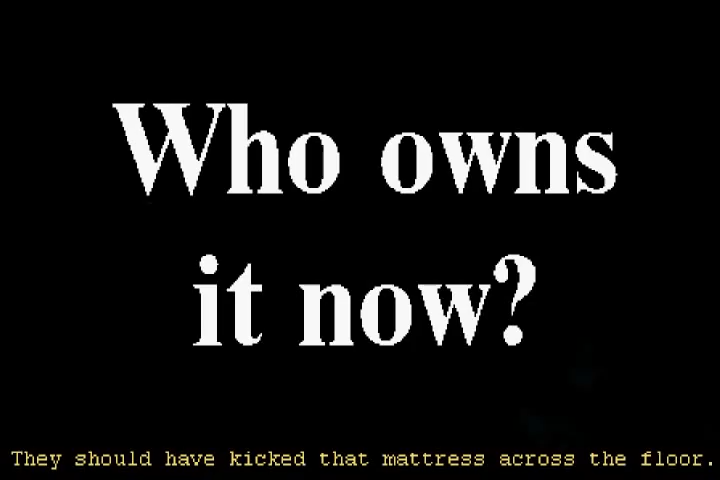 Who owns
it now?
They should have kicked that mattress across the floor.